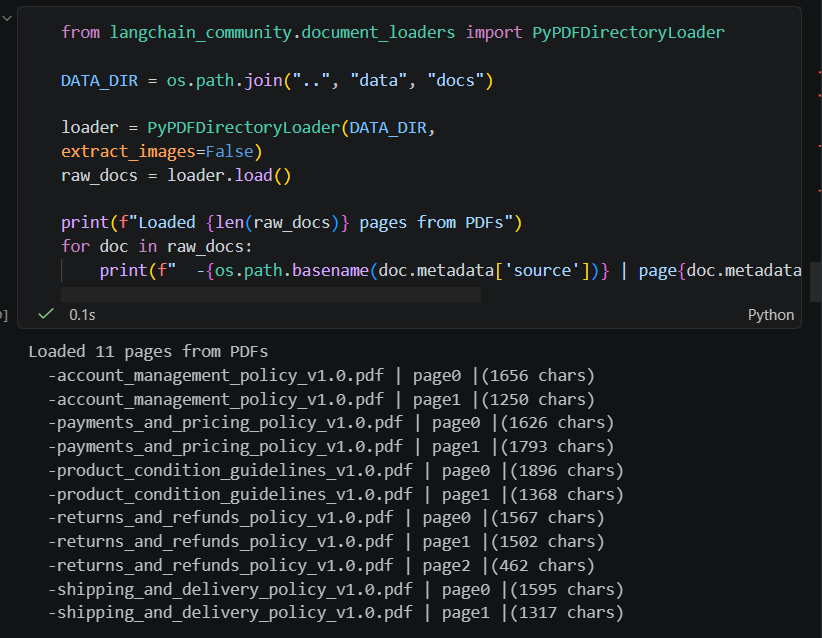 from langchain_community.document_loaders import PyPDFDirectoryLoader
DATA_DIR = os.path.join("..", "data", "docs")
loader = PyPDFDirectoryLoader(DATA_DIR,
extract_images=False)
raw_docs = loader.load()
print(f"Loaded {len(raw_docs)} pages from PDFs")
for doc in raw_docs:
    print(f"  -{os.path.basename(doc.metadata['source'])} | page{doc.metadata
0.1s
Python
Loaded 11 pages from PDFs
  -account_management_policy_v1.0.pdf | page0 |(1656 chars)
  -account_management_policy_v1.0.pdf | page1 |(1250 chars)
  -payments_and_pricing_policy_v1.0.pdf | page0 |(1626 chars)
  -payments_and_pricing_policy_v1.0.pdf | page1 |(1793 chars)
  -product_condition_guidelines_v1.0.pdf | page0 |(1896 chars)
  -product_condition_guidelines_v1.0.pdf | page1 |(1368 chars)
  -returns_and_refunds_policy_v1.0.pdf | page0 |(1567 chars)
  -returns_and_refunds_policy_v1.0.pdf | page1 |(1502 chars)
  -returns_and_refunds_policy_v1.0.pdf | page2 |(462 chars)
  -shipping_and_delivery_policy_v1.0.pdf | page0 |(1595 chars)
  -shipping_and_delivery_policy_v1.0.pdf | page1 |(1317 chars)